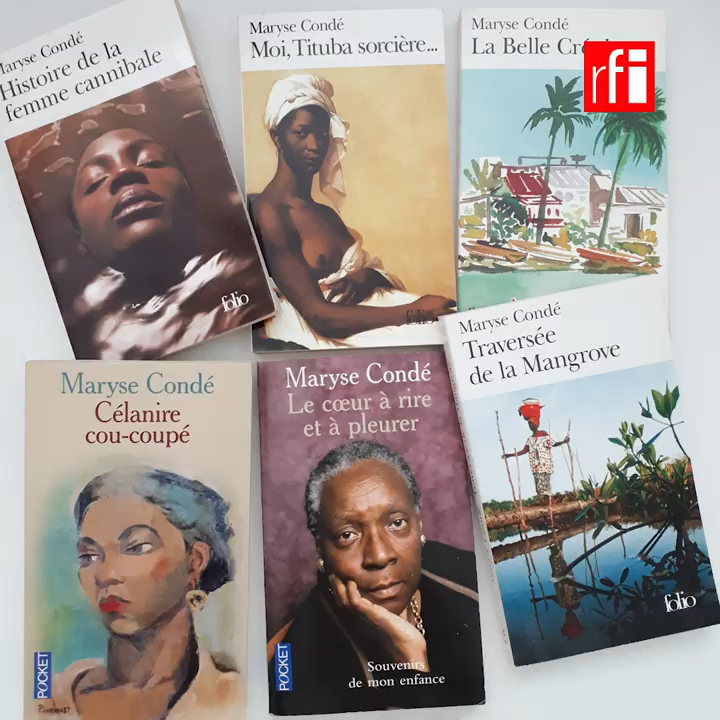 Maryse Condé
Histoire de la
femme cannibale
folio
Maryse Condé
Moi, Tituba sorcière...
folio
Maryse Condé
La Belle
rfi
Maryse Condé
Célanire
cou-coupé
POCKET
Maryse Condé
Le cœur à rire
et à pleurer
Souvenirs
de mon enfance
POCKET
Maryse Condé
Traversée
de la Mangrove
folio